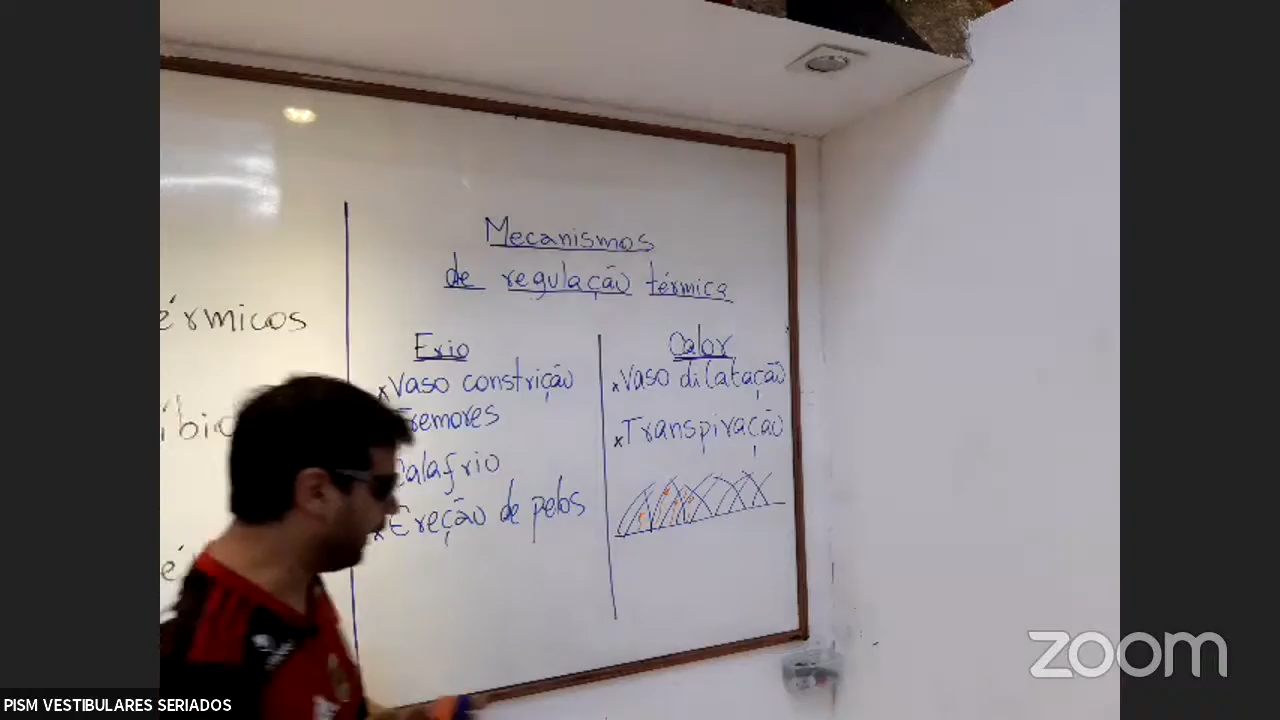 Mecanismos
de regulação térmica
érmicos
Frio
Calor
x Vaso constrição
x Vaso dilatação
Tremores
x Transpiração
Calafrio
x Ereção de pelos
zoom
PISM VESTIBULARES SERIADOS